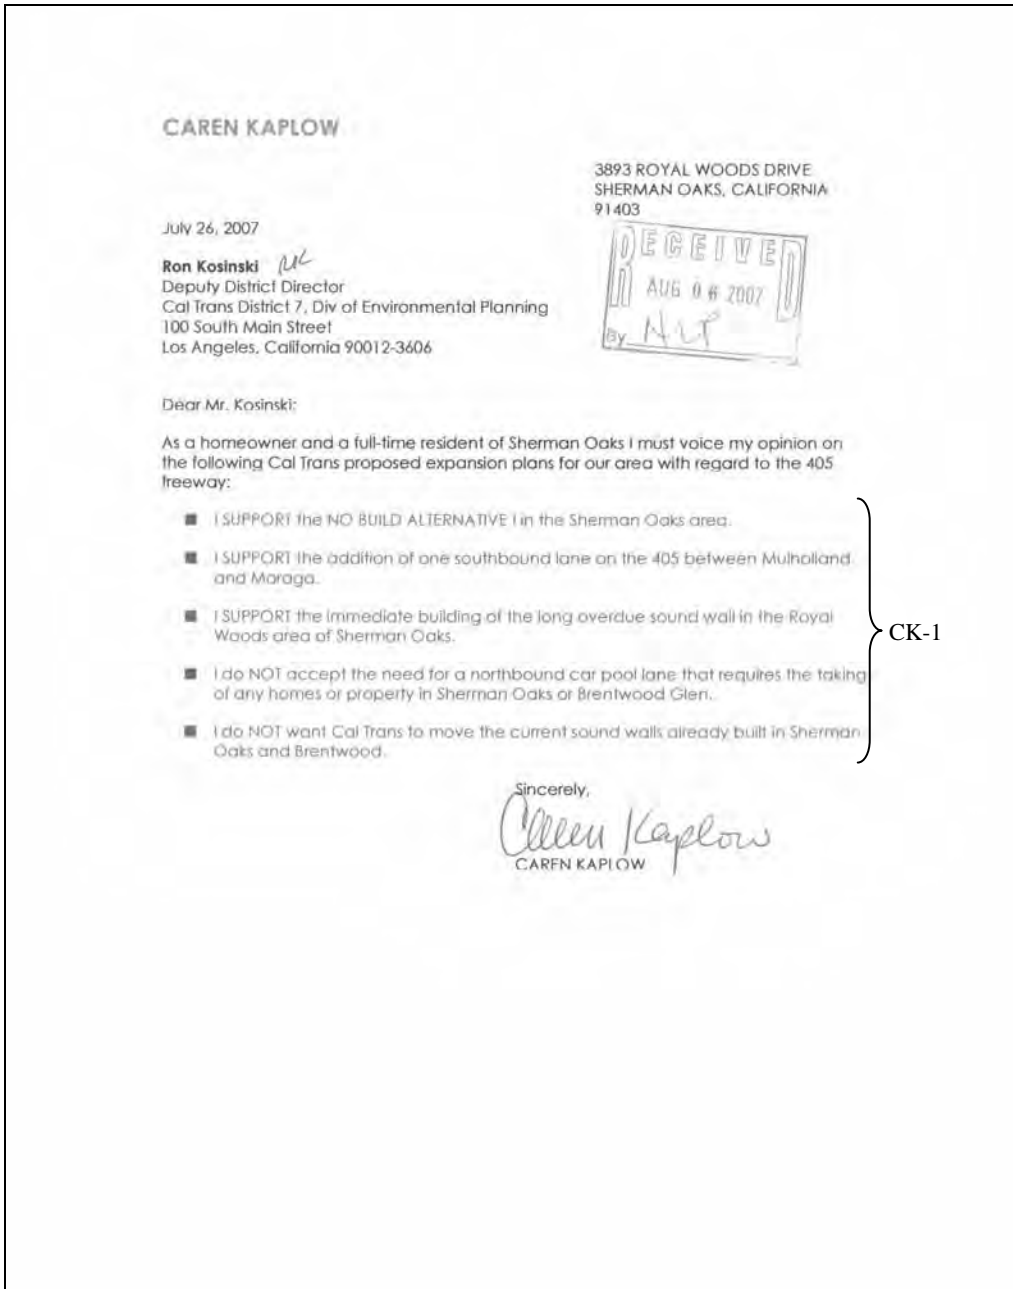 CAREN KAPLOW
3893 ROYAL WOODS DRIVE
SHERMAN OAKS, CALIFORNIA
91403
July 26, 2007
RECEIVED
AUG 06 2007
By
Ron Kosinski
Deputy District Director
Cal Trans District 7, Div of Environmental Planning
100 South Main Street
Los Angeles, California 90012-3606
Dear Mr. Kosinski:
As a homeowner and a full-time resident of Sherman Oaks I must voice my opinion on
the following Cal Trans proposed expansion plans for our area with regard to the 405
freeway:
■ I SUPPORT the NO BUILD ALTERNATIVE I in the Sherman Oaks area.
■ I SUPPORT the addition of one southbound lane on the 405 between Mulholland
and Moraga.
■ I SUPPORT the immediate building of the long overdue sound wall in the Royal
Woods area of Sherman Oaks.
CK-1
■ I do NOT accept the need for a northbound car pool lane that requires the taking
of any homes or property in Sherman Oaks or Brentwood Glen.
■ I do NOT want Cal Trans to move the current sound walls already built in Sherman
Oaks and Brentwood.
Sincerely,
Caren Kaplow
CAREN KAPLOW